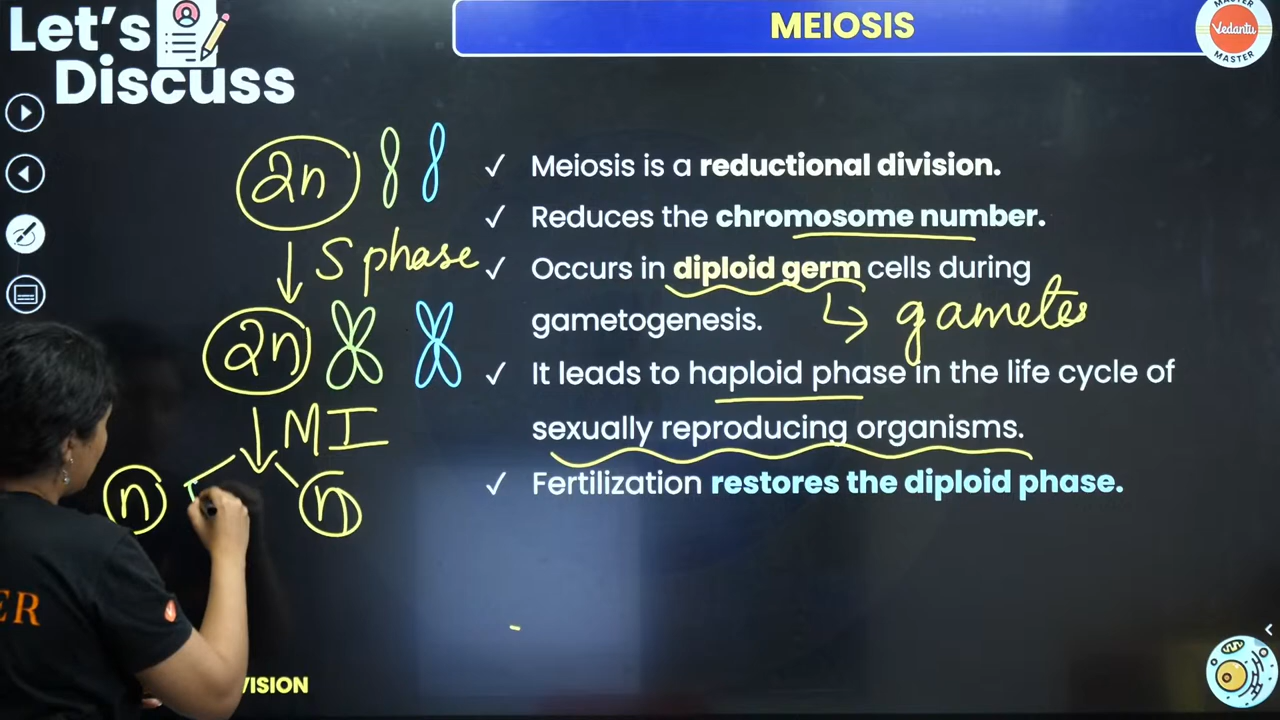 Let's
Discuss
MEIOSIS
MASTER
Vedantu
MASTER
2n
✓ Meiosis is a reductional division.
✓ Reduces the chromosome number.
S phase
✓ Occurs in diploid germ cells during
gametogenesis.
gametes
2n
✓ It leads to haploid phase in the life cycle of
sexually reproducing organisms.
M I
✓ Fertilization restores the diploid phase.
n
n
ER
VISION